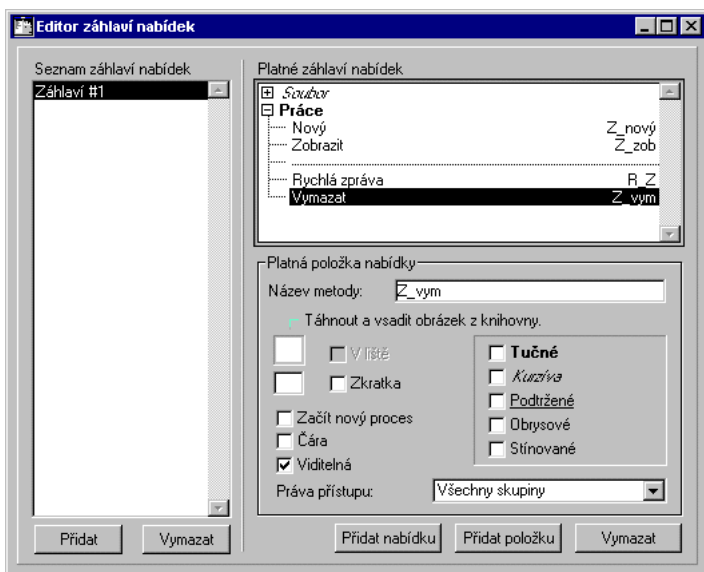 Editor záhlaví nabídek
Seznam záhlaví nabídek
Záhlaví #1
Přidat
Vymazat
Platné záhlaví nabídek
Soubor
Práce
Nový Z_nový
Zobrazit Z_zob
Rychlá zpráva R_Z
Vymazat Z_vym
Platná položka nabídky
Název metody: Z_vym
Táhnout a vsadit obrázek z knihovny.
V liště
Zkratka
Začít nový proces
Čára
Viditelná
Tučné
Kurzíva
Podtržené
Obrysové
Stínované
Práva přístupu: Všechny skupiny
Přidat nabídku
Přidat položku
Vymazat